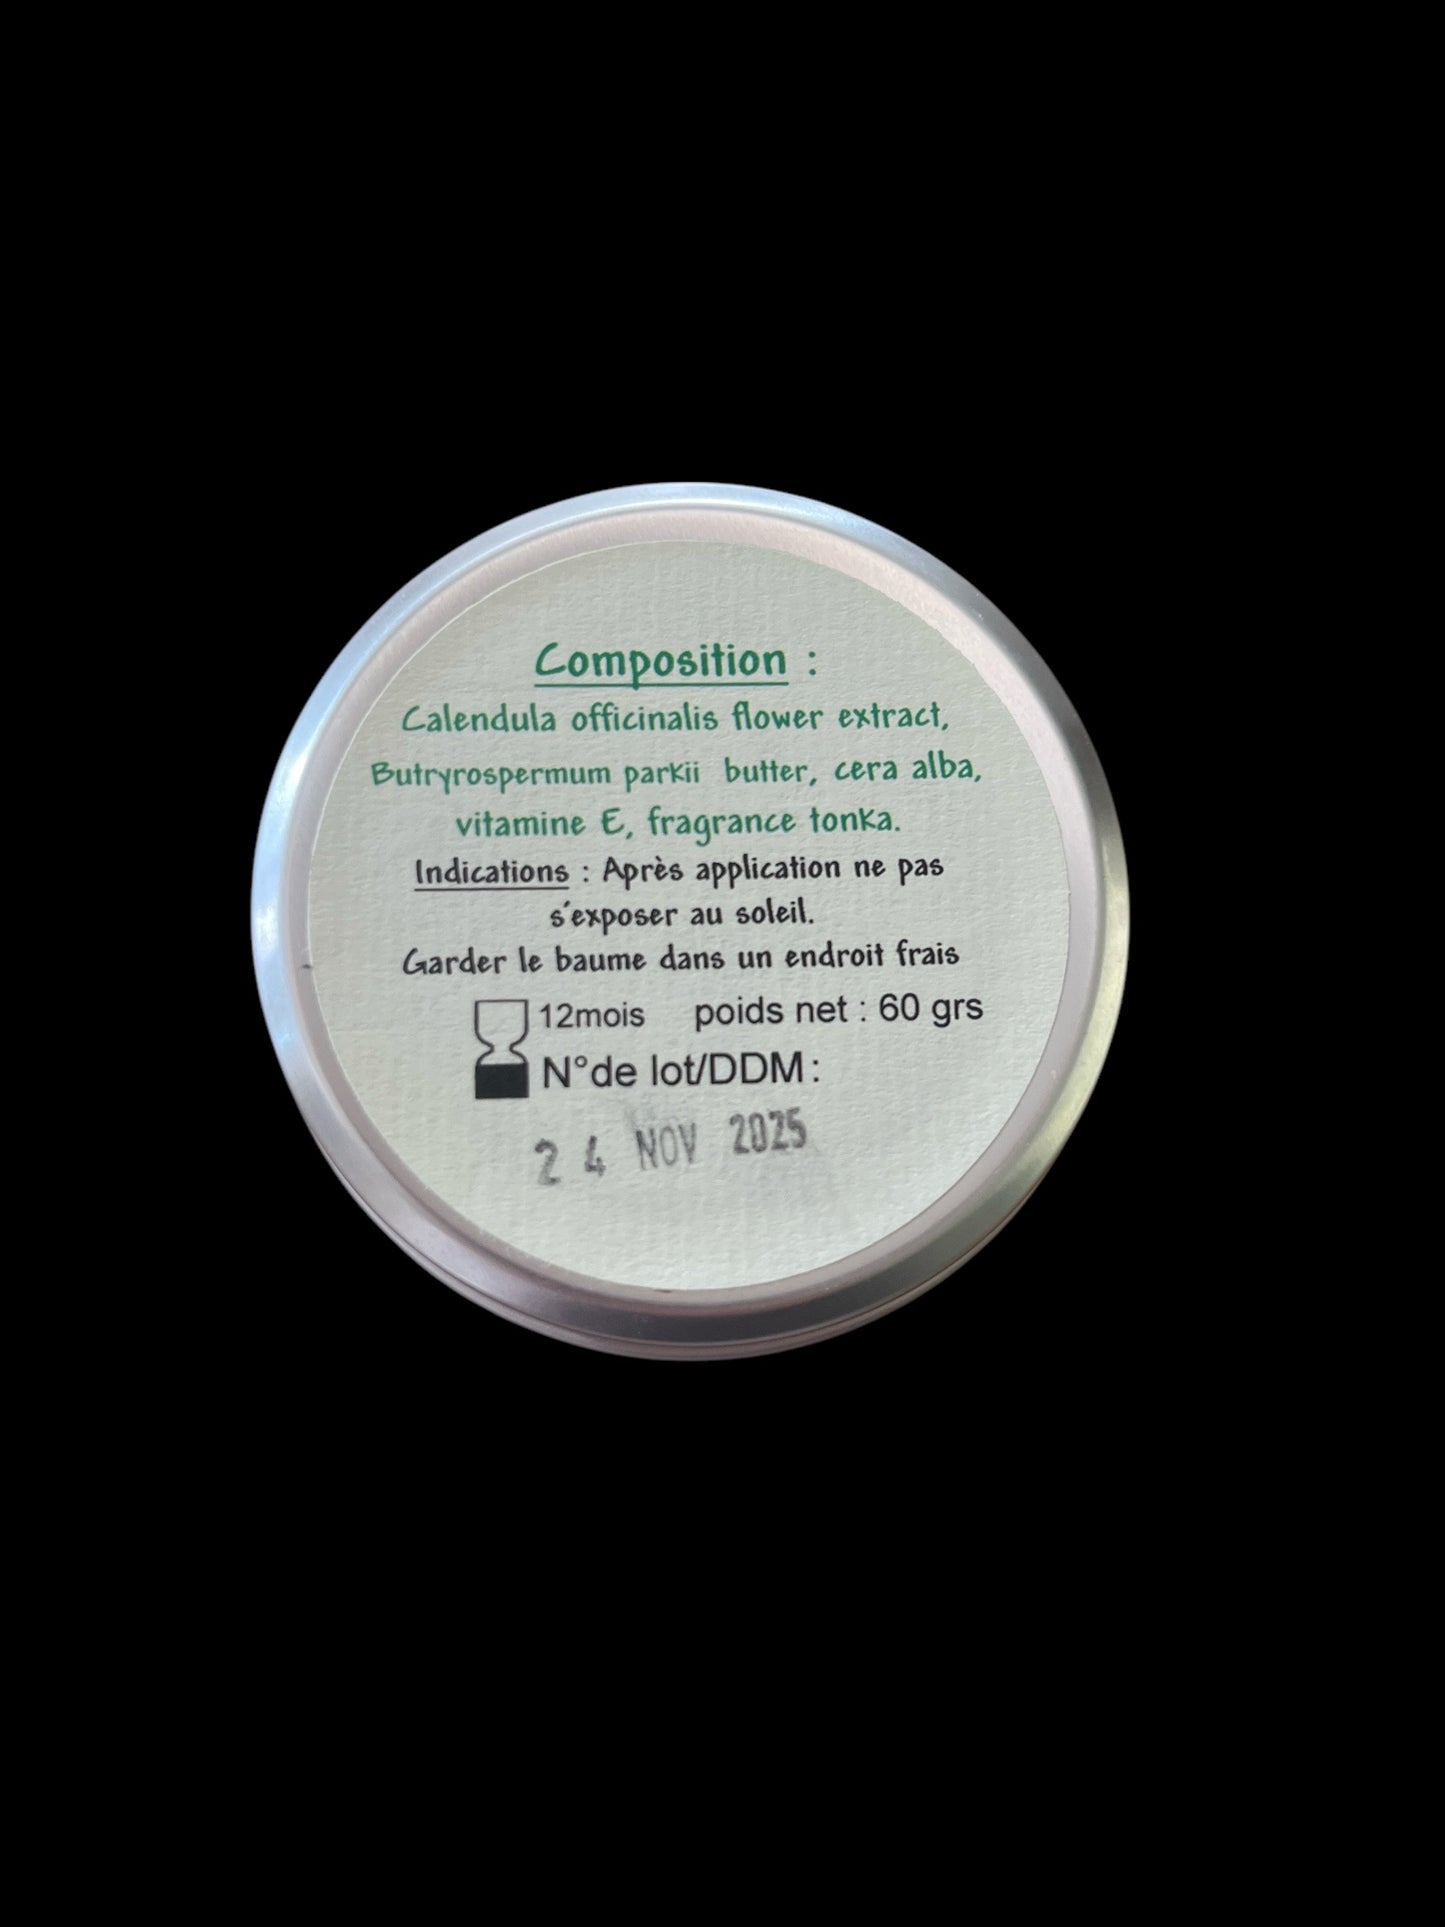 Composition :
Calendula officinalis flower extract,
Butryrospermum parkii butter, cera alba,
vitamine E, fragrance tonka.
Indications : Après application ne pas
s'exposer au soleil.
Garder le baume dans un endroit frais
12mois poids net : 60 grs
N°de lot/DDM :
24 NOV 2025